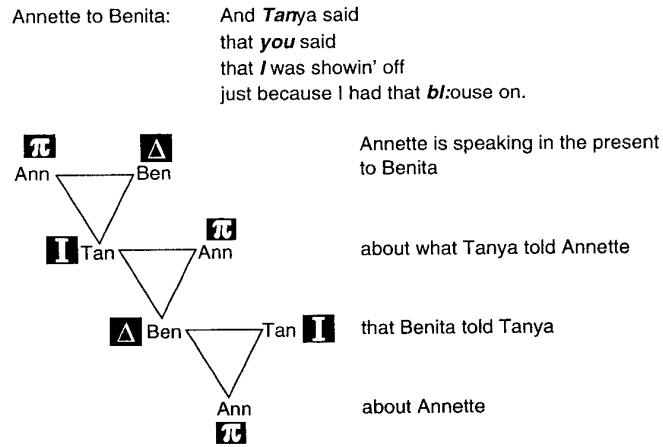 Annette to Benita: And Tanya said
that you said
that I was showin' off
just because I had that bl:ouse on.
π Δ
Ann Ben
Annette is speaking in the present
to Benita
π
I Tan Ann
about what Tanya told Annette
Δ Ben Tan I
that Benita told Tanya
Ann
about Annette
π